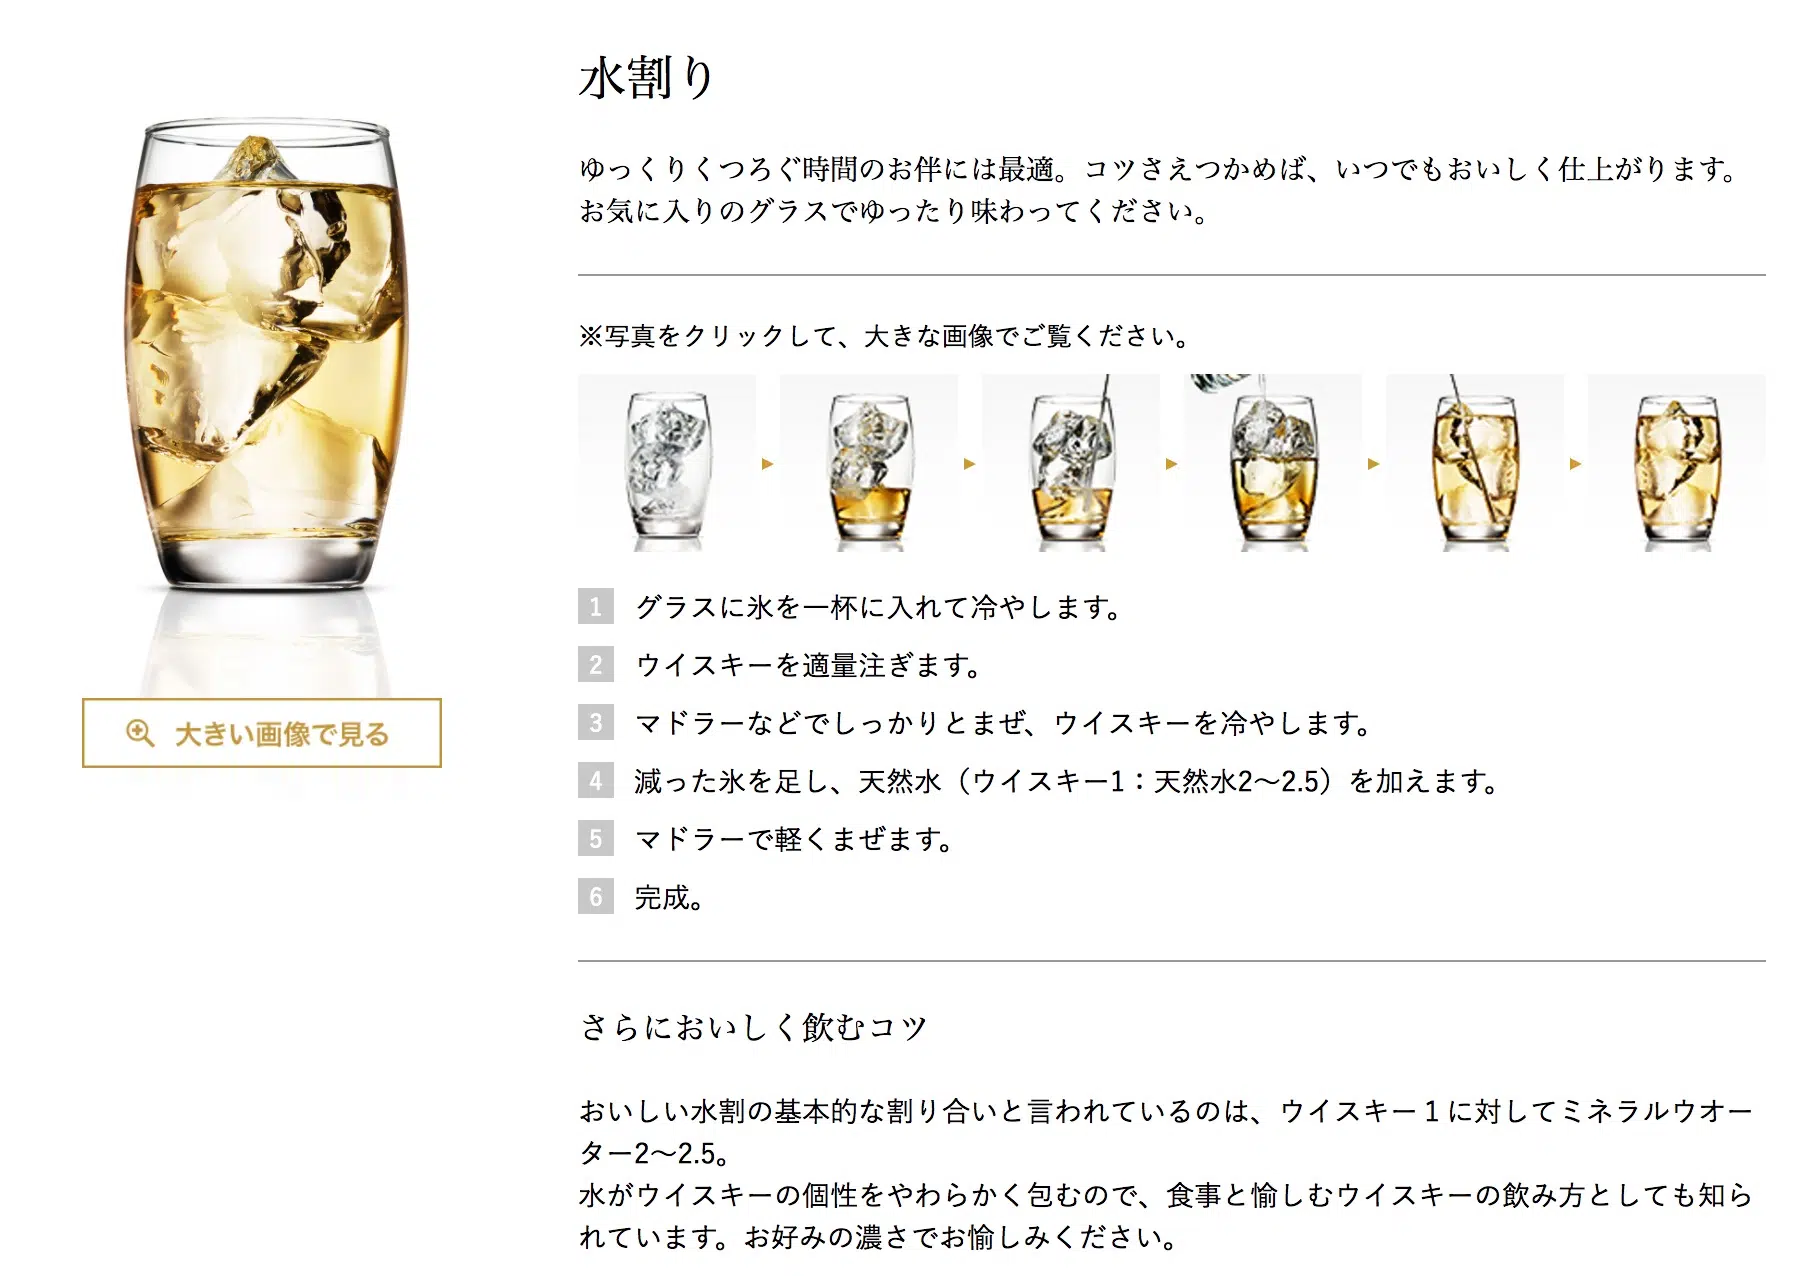 水割り
ゆっくりくつろぐ時間のお伴には最適。コツさえつかめば、いつでもおいしく仕上がります。
お気に入りのグラスでゆったり味わってください。
※写真をクリックして、大きな画像でご覧ください。
1 グラスに氷を一杯に入れて冷やします。
2 ウイスキーを適量注ぎます。
3 マドラーなどでしっかりとまぜ、ウイスキーを冷やします。
4 減った氷を足し、天然水（ウイスキー1：天然水2〜2.5）を加えます。
5 マドラーで軽くまぜます。
6 完成。
大きい画像で見る
さらにおいしく飲むコツ
おいしい水割の基本的な割り合いと言われているのは、ウイスキー１に対してミネラルウオー
ター2〜2.5。
水がウイスキーの個性をやわらかく包むので、食事と愉しむウイスキーの飲み方としても知ら
れています。お好みの濃さでお愉しみください。